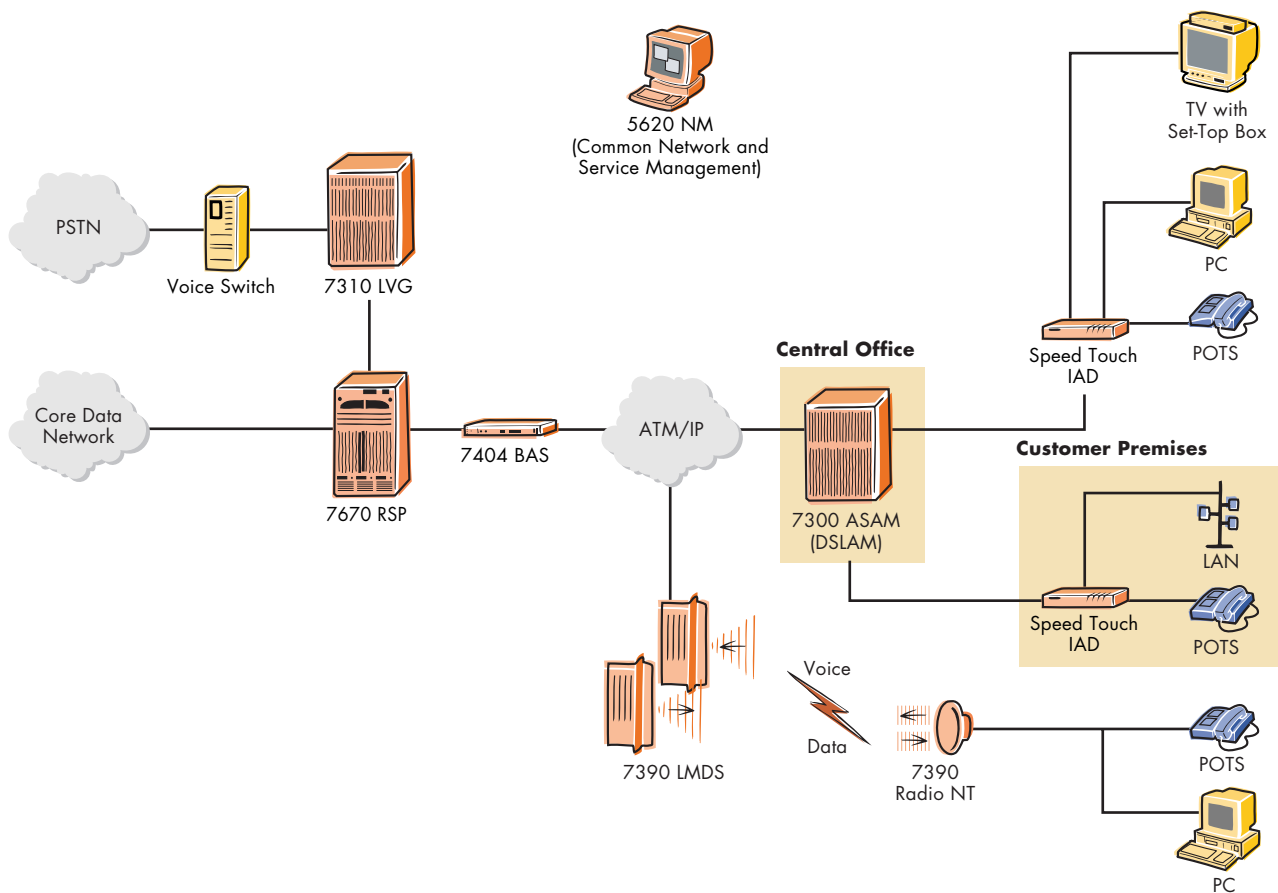 5620 NM
(Common Network and
Service Management)
TV with
Set-Top Box
PC
POTS
Speed Touch
IAD
PSTN
Voice Switch
7310 LVG
Core Data
Network
7670 RSP
7404 BAS
ATM/IP
Central Office
7300 ASAM
(DSLAM)
Customer Premises
LAN
Speed Touch
IAD
POTS
7390 LMDS
Voice
Data
7390
Radio NT
POTS
PC